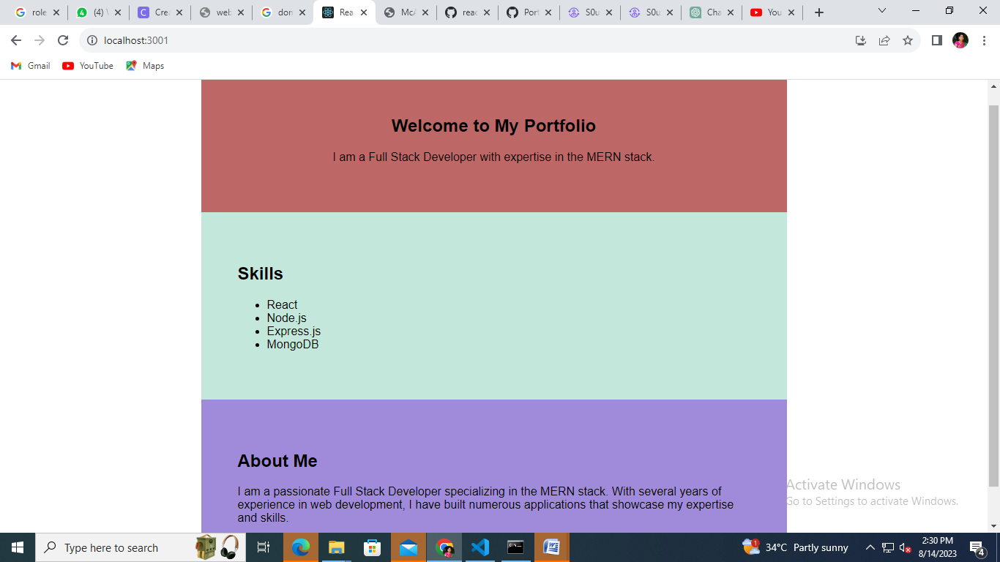 role
(4) \
Crea
web
don
Rea
McA
reac
Port
S0u
S0u
Cha
You
localhost:3001
Gmail
YouTube
Maps
Welcome to My Portfolio
I am a Full Stack Developer with expertise in the MERN stack.
Skills
React
Node.js
Express.js
MongoDB
About Me
I am a passionate Full Stack Developer specializing in the MERN stack. With several years of
experience in web development, I have built numerous applications that showcase my expertise
and skills.
Activate Windows
Go to Settings to activate Windows.
Type here to search
34°C Partly sunny
2:30 PM
8/14/2023